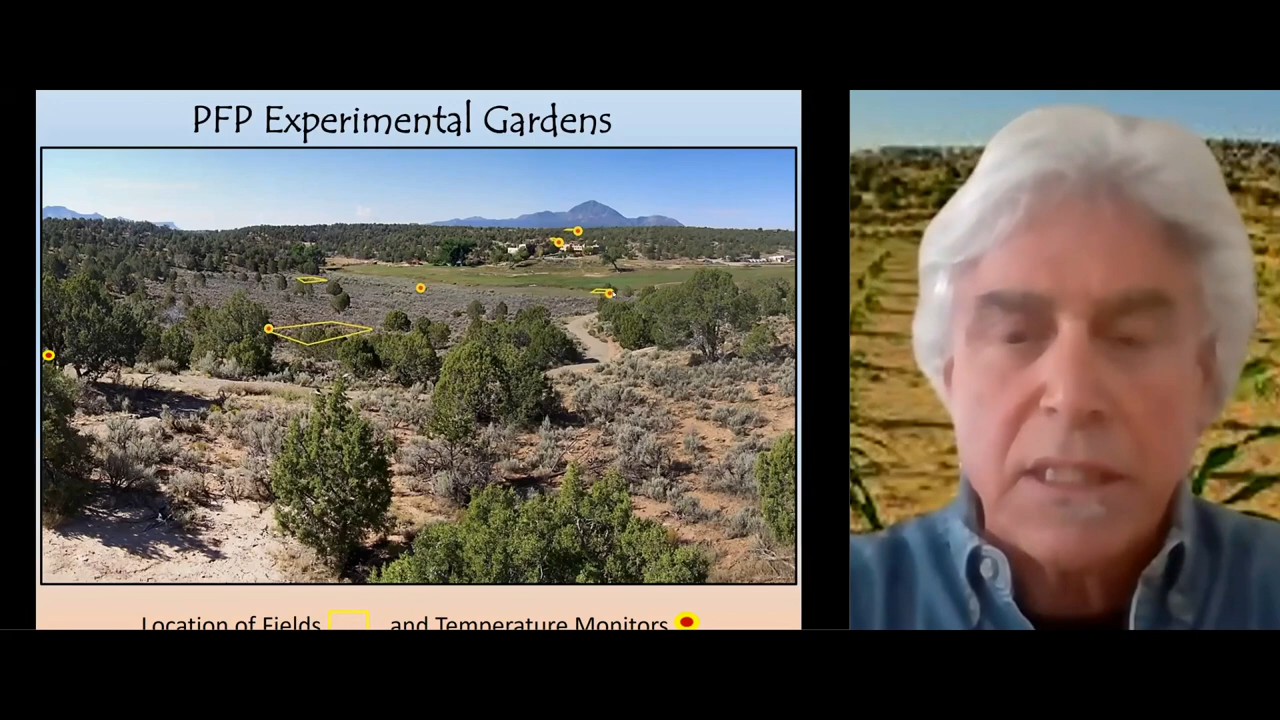 PFP Experimental Gardens
Location of Fields and Temperature Monitors